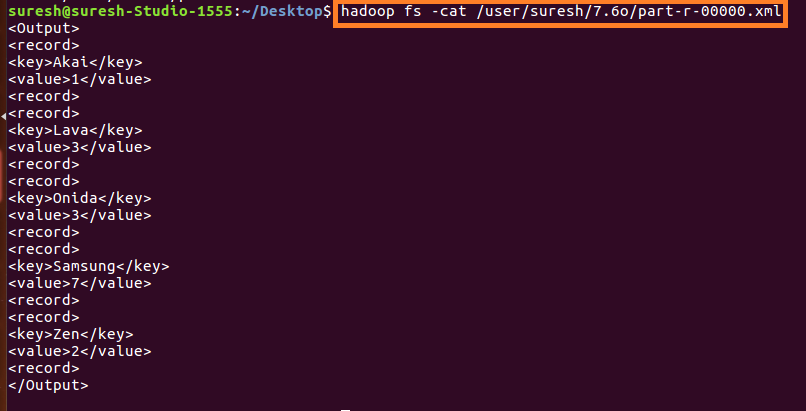 suresh@suresh-Studio-1555:~/Desktop$ hadoop fs -cat /user/suresh/7.6o/part-r-00000.xml
<Output>
<record>
<key>Akai</key>
<value>1</value>
<record>
<record>
<key>Lava</key>
<value>3</value>
<record>
<record>
<key>Onida</key>
<value>3</value>
<record>
<record>
<key>Samsung</key>
<value>7</value>
<record>
<record>
<key>Zen</key>
<value>2</value>
<record>
</Output>